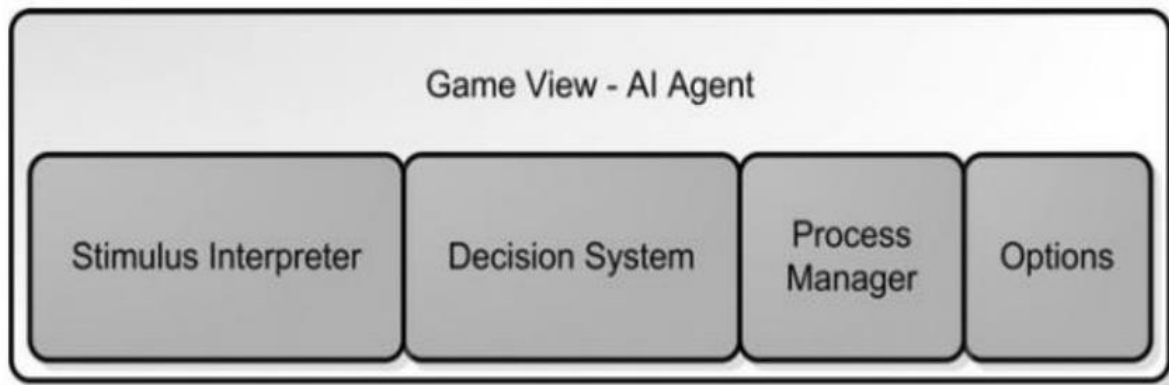 Game View - AI Agent
Stimulus Interpreter
Decision System
Process
Manager
Options